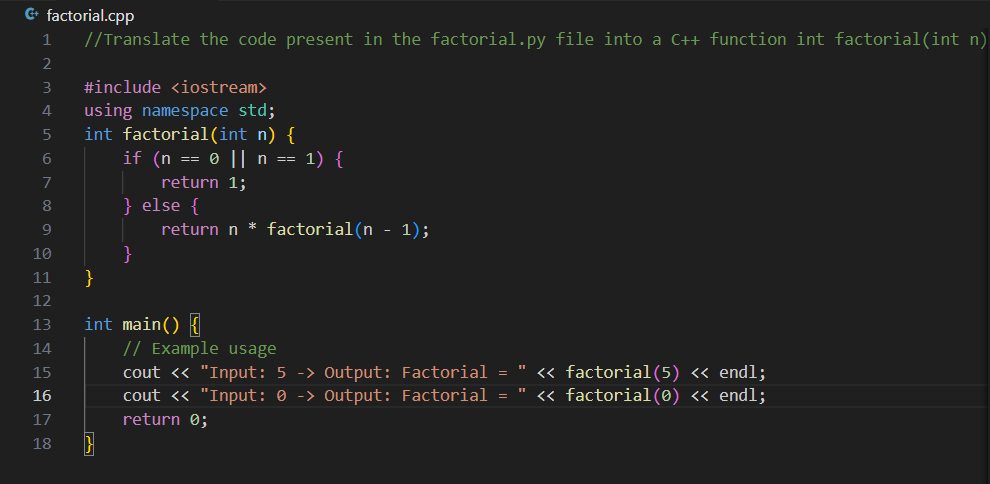 factorial.cpp
1 //Translate the code present in the factorial.py file into a C++ function int factorial(int n)
2
3 #include <iostream>
4 using namespace std;
5 int factorial(int n) {
6     if (n == 0 || n == 1) {
7         return 1;
8     } else {
9         return n * factorial(n - 1);
10     }
11 }
12
13 int main() {
14     // Example usage
15     cout << "Input: 5 -> Output: Factorial = " << factorial(5) << endl;
16     cout << "Input: 0 -> Output: Factorial = " << factorial(0) << endl;
17     return 0;
18 }